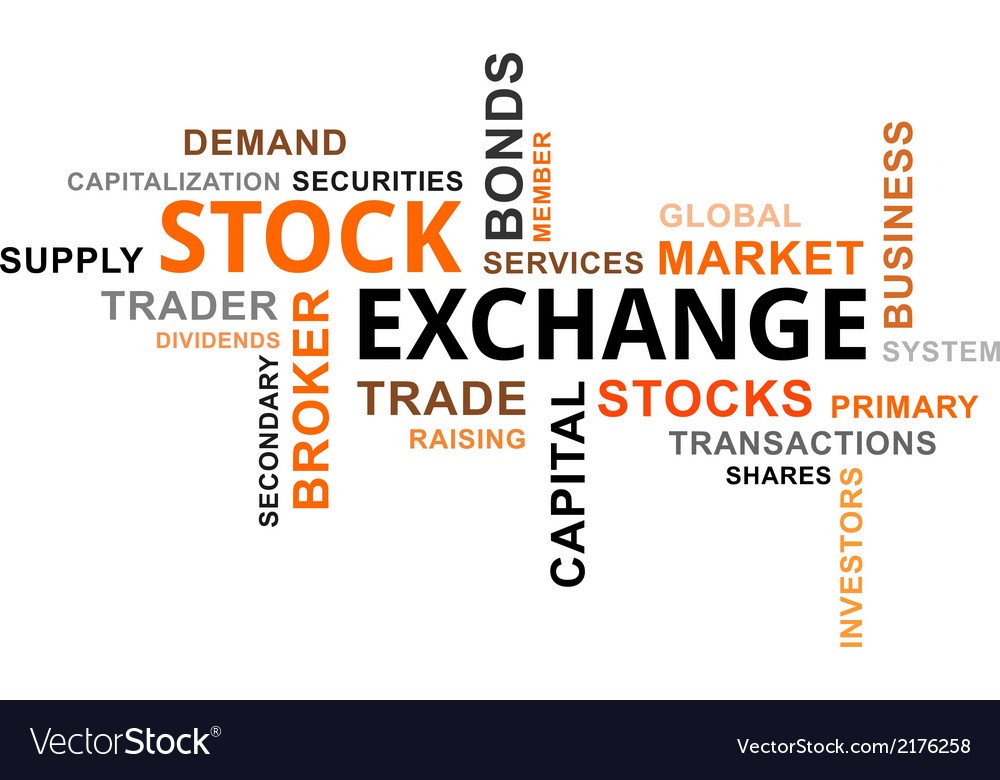 BONDS
DEMAND
MEMBER
BUSINESS
CAPITALIZATION SECURITIES
GLOBAL
SUPPLY STOCK
SERVICES MARKET
TRADER
BROKER
EXCHANGE
DIVIDENDS
SYSTEM
SECONDARY
TRADE
CAPITAL
STOCKS
PRIMARY
RAISING
TRANSACTIONS
SHARES
INVESTORS
VectorStock®
VectorStock.com/2176258